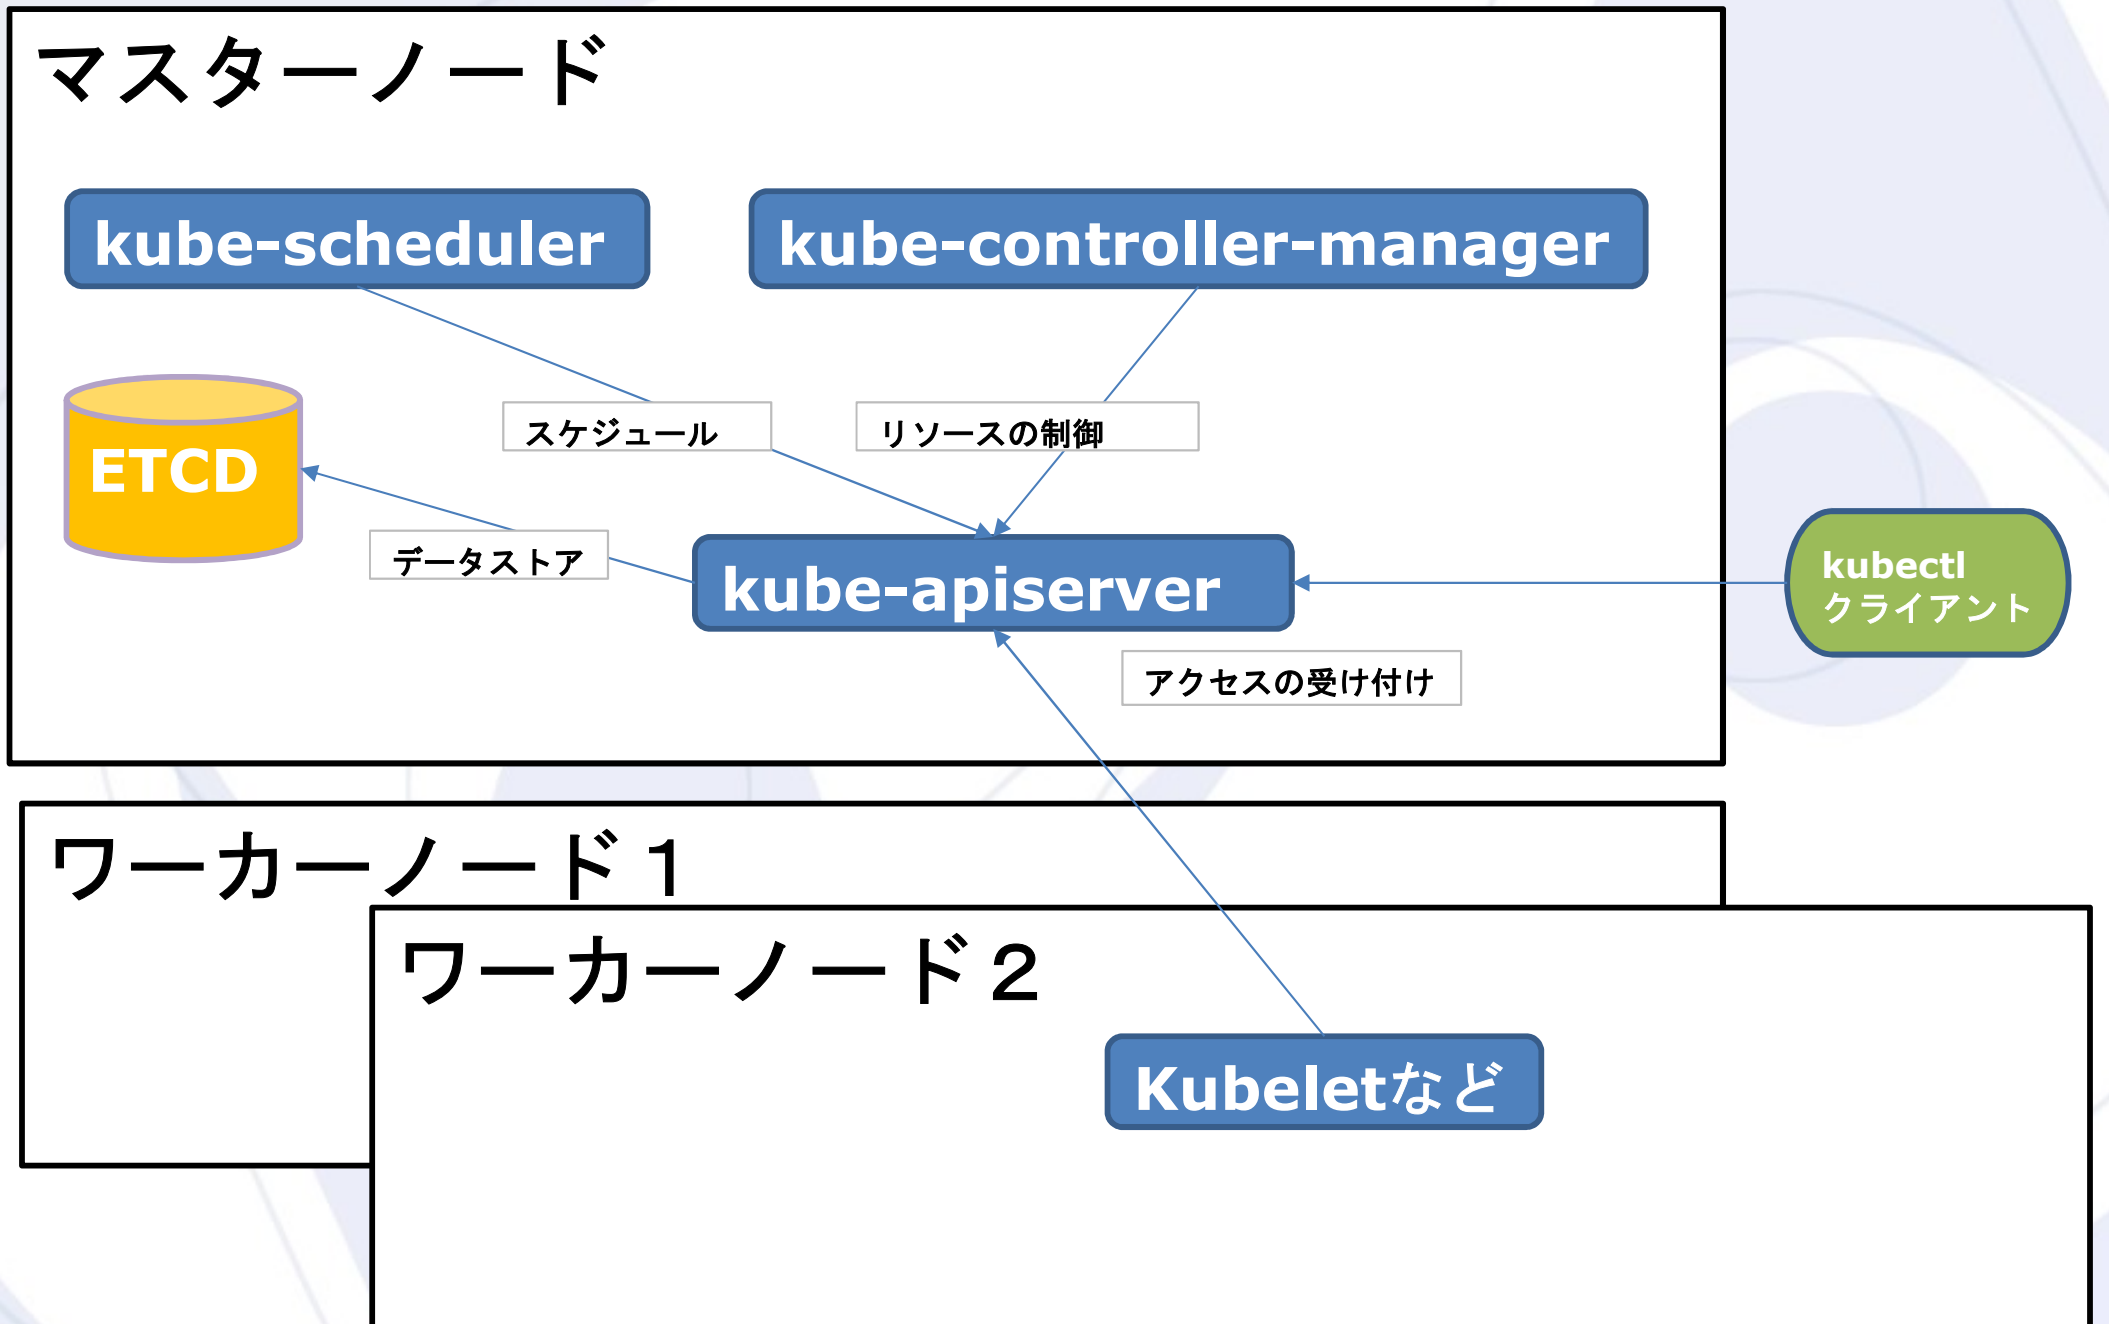 マスターノード
kube-scheduler
kube-controller-manager
スケジュール
リソースの制御
ETCD
データストア
kube-apiserver
kubectl
クライアント
アクセスの受け付け
ワーカーノード１
ワーカーノード２
Kubeletなど